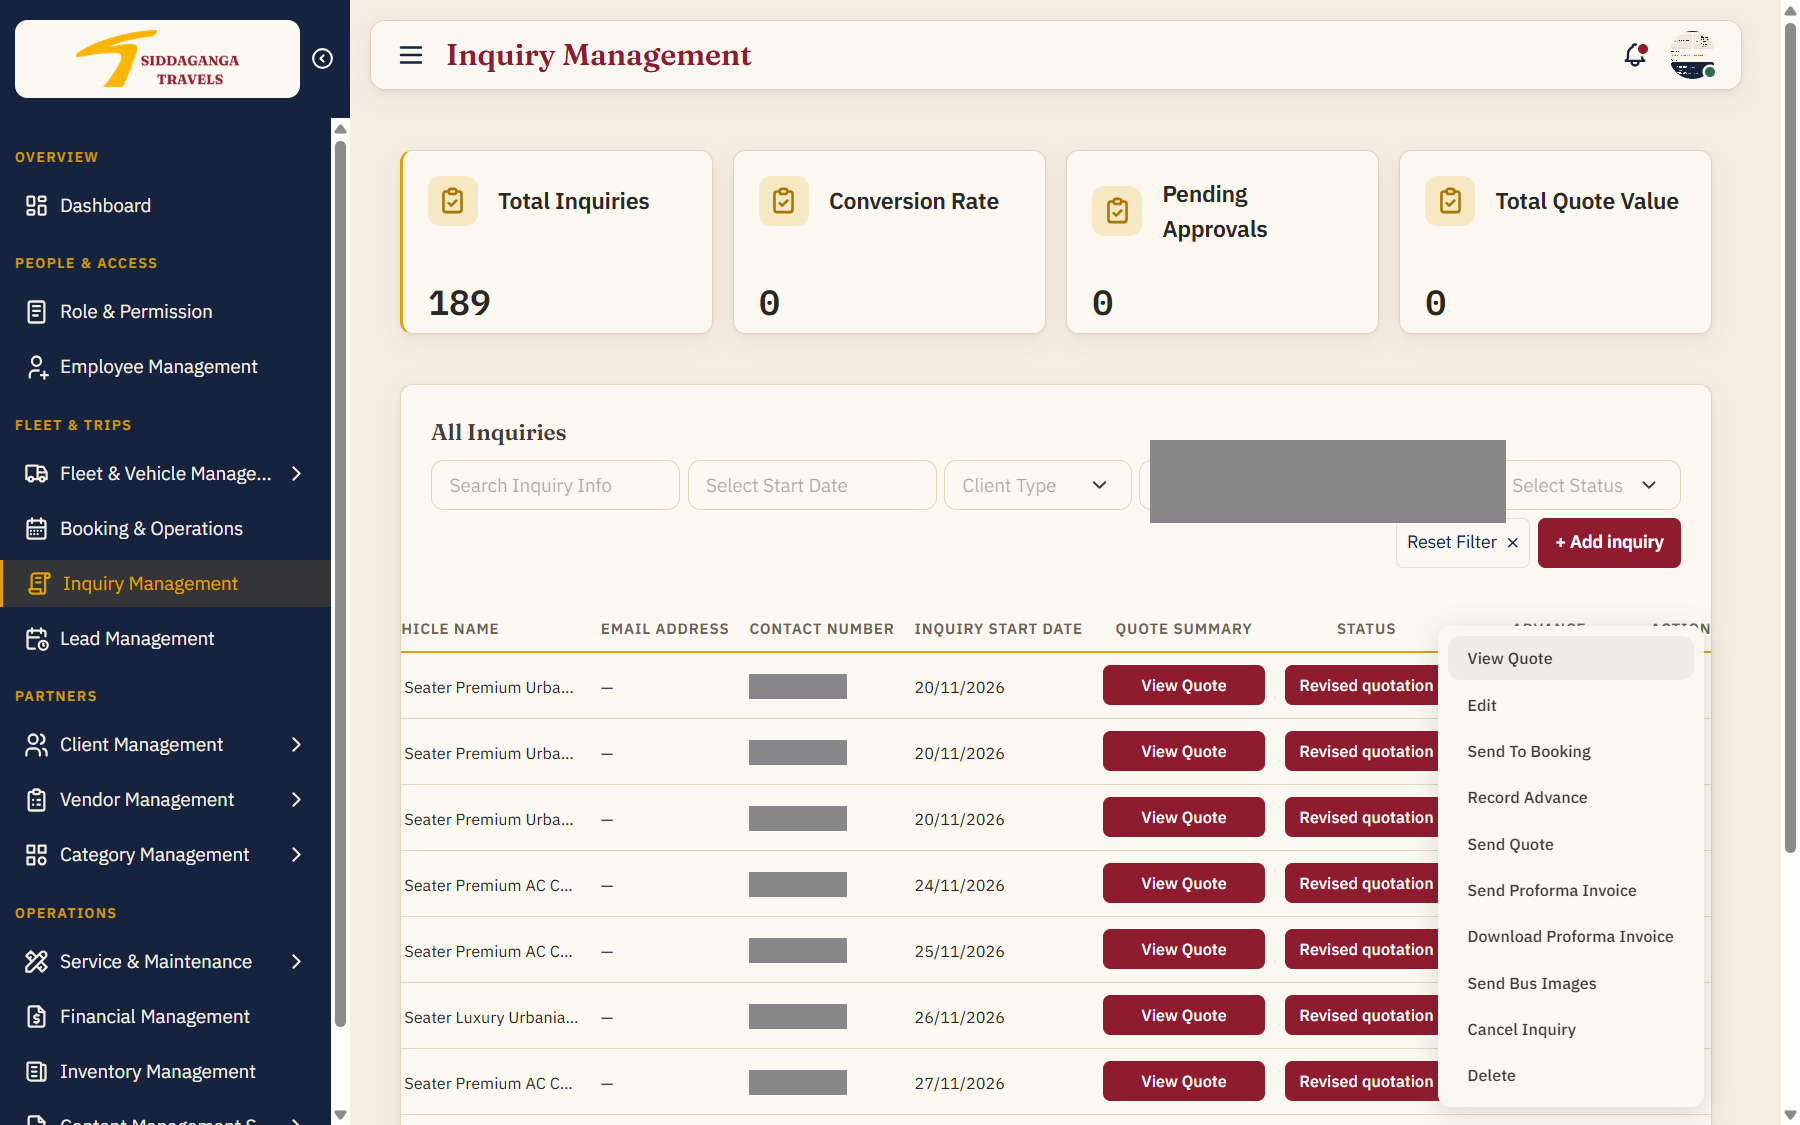 SIDDAGANGA
TRAVELS
OVERVIEW
Dashboard
PEOPLE & ACCESS
Role & Permission
Employee Management
FLEET & TRIPS
Fleet & Vehicle Manage...
Booking & Operations
Inquiry Management
Lead Management
PARTNERS
Client Management
Vendor Management
Category Management
OPERATIONS
Service & Maintenance
Financial Management
Inventory Management
Inquiry Management
Total Inquiries
189
Conversion Rate
0
Pending
Approvals
0
Total Quote Value
0
All Inquiries
Search Inquiry Info
Select Start Date
Client Type
Select Status
Reset Filter ×
+ Add inquiry
HICLE NAME EMAIL ADDRESS CONTACT NUMBER INQUIRY START DATE QUOTE SUMMARY STATUS
Seater Premium Urba... – 20/11/2026 View Quote Revised quotation
Seater Premium Urba... – 20/11/2026 View Quote Revised quotation
Seater Premium Urba... – 20/11/2026 View Quote Revised quotation
Seater Premium AC C... – 24/11/2026 View Quote Revised quotation
Seater Premium AC C... – 25/11/2026 View Quote Revised quotation
Seater Luxury Urbania... – 26/11/2026 View Quote Revised quotation
Seater Premium AC C... – 27/11/2026 View Quote Revised quotation
View Quote
Edit
Send To Booking
Record Advance
Send Quote
Send Proforma Invoice
Download Proforma Invoice
Send Bus Images
Cancel Inquiry
Delete